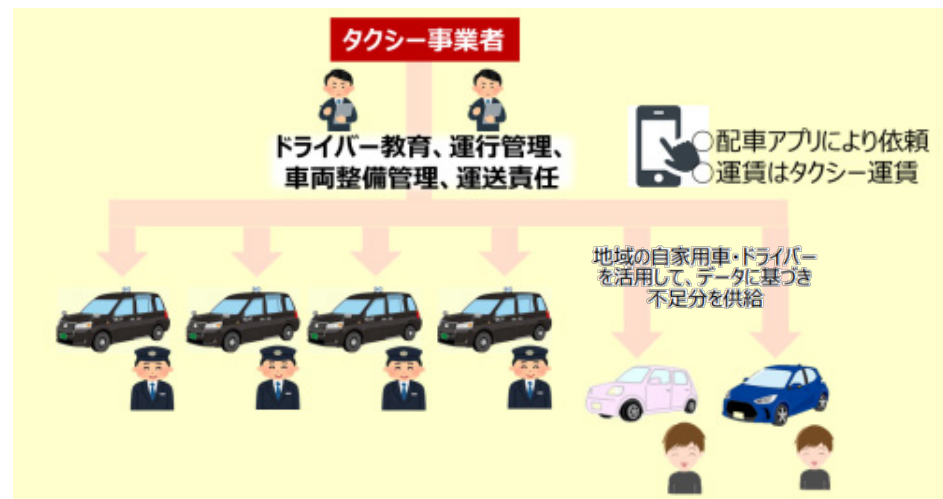 タクシー事業者
ドライバー教育、運行管理、
車両整備管理、運送責任
○配車アプリにより依頼
○運賃はタクシー運賃
地域の自家用車・ドライバー
を活用して、データに基づき
不足分を供給